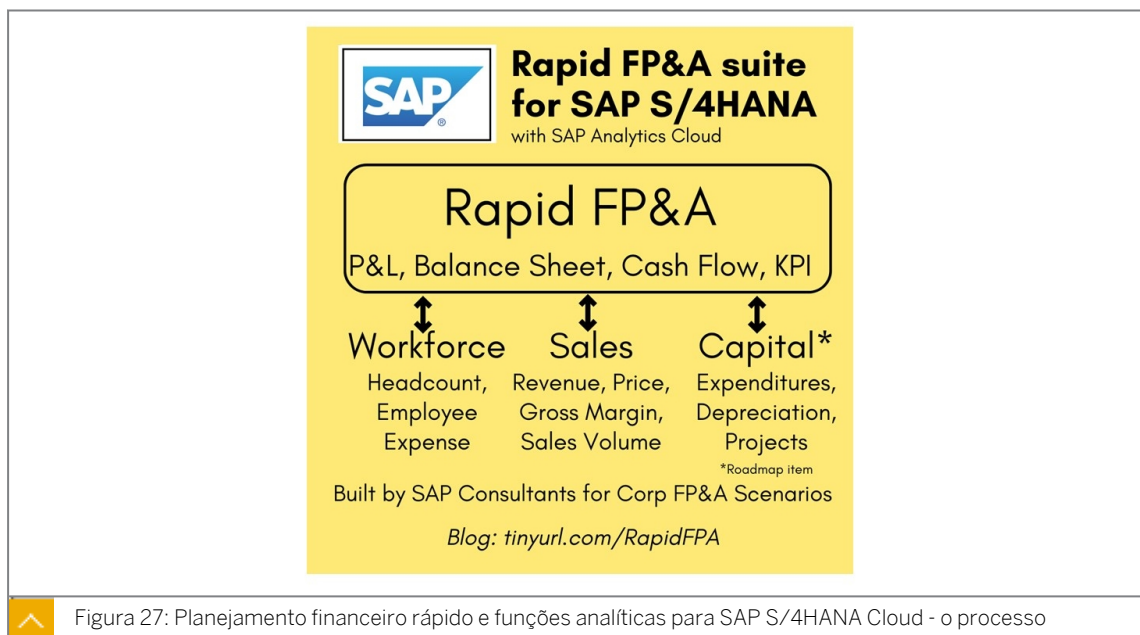 SAP
®
Rapid FP&A suite
for SAP S/4HANA
with SAP Analytics Cloud
Rapid FP&A
P&L, Balance Sheet, Cash Flow, KPI
Workforce
Headcount,
Employee
Expense
Sales
Revenue, Price,
Gross Margin,
Sales Volume
Capital*
Expenditures,
Depreciation,
Projects
*Roadmap item
Built by SAP Consultants for Corp FP&A Scenarios
Blog: tinyurl.com/RapidFPA
Figura 27: Planejamento financeiro rápido e funções analíticas para SAP S/4HANA Cloud - o processo